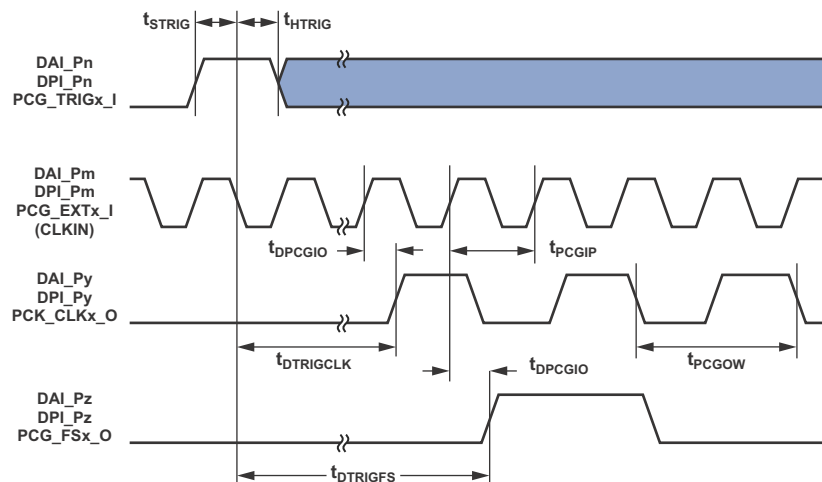 tSTRIG
tHTRIG
DAI_Pn
DPI_Pn
PCG_TRIGx_I
DAI_Pm
DPI_Pm
PCG_EXTx_I
(CLKIN)
tDPCGIO
tPCGIP
DAI_Py
DPI_Py
PCK_CLKx_O
tDTRIGCLK
tDPCGIO
tPCGOW
DAI_Pz
DPI_Pz
PCG_FSx_O
tDTRIGFS